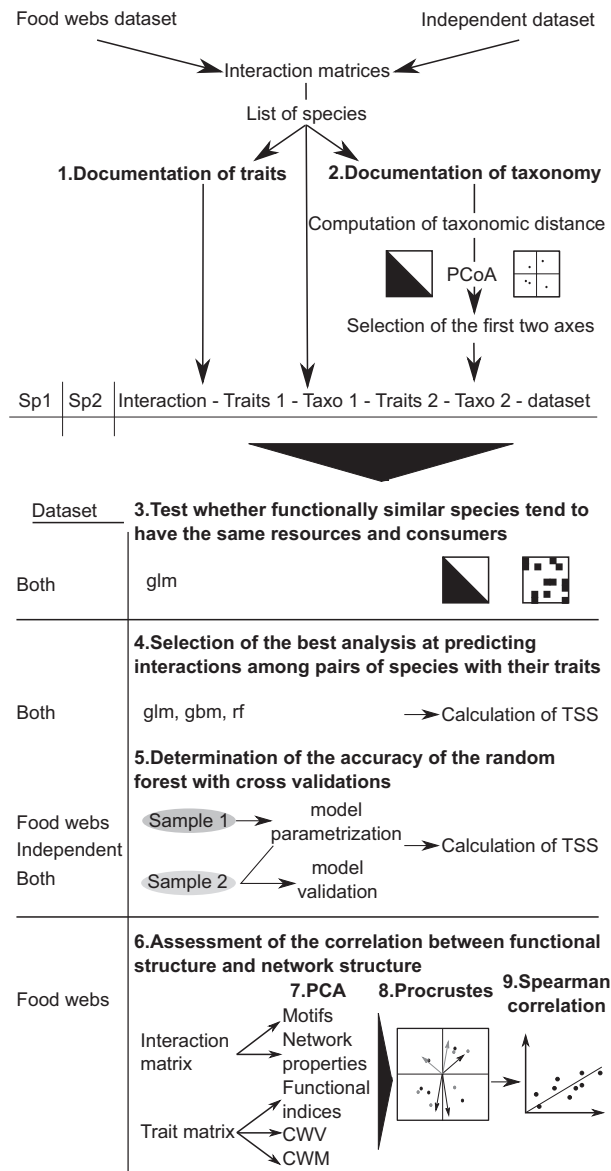 Food webs dataset
Independent dataset
Interaction matrices
List of species
1.Documentation of traits
2.Documentation of taxonomy
Computation of taxonomic distance
PCoA
Selection of the first two axes
Sp1 Sp2 Interaction - Traits 1 - Taxo 1 - Traits 2 - Taxo 2 - dataset
Dataset
3.Test whether functionally similar species tend to
have the same resources and consumers
Both
glm
4.Selection of the best analysis at predicting
interactions among pairs of species with their traits
Both
glm, gbm, rf
Calculation of TSS
5.Determination of the accuracy of the random
forest with cross validations
Food webs
Independent
Both
Sample 1
model
parametrization
Calculation of TSS
Sample 2
model
validation
6.Assessment of the correlation between functional
structure and network structure
Food webs
7.PCA
8.Procrustes
9.Spearman
correlation
Interaction
matrix
Motifs
Network
properties
Functional
indices
Trait matrix
CWV
CWM